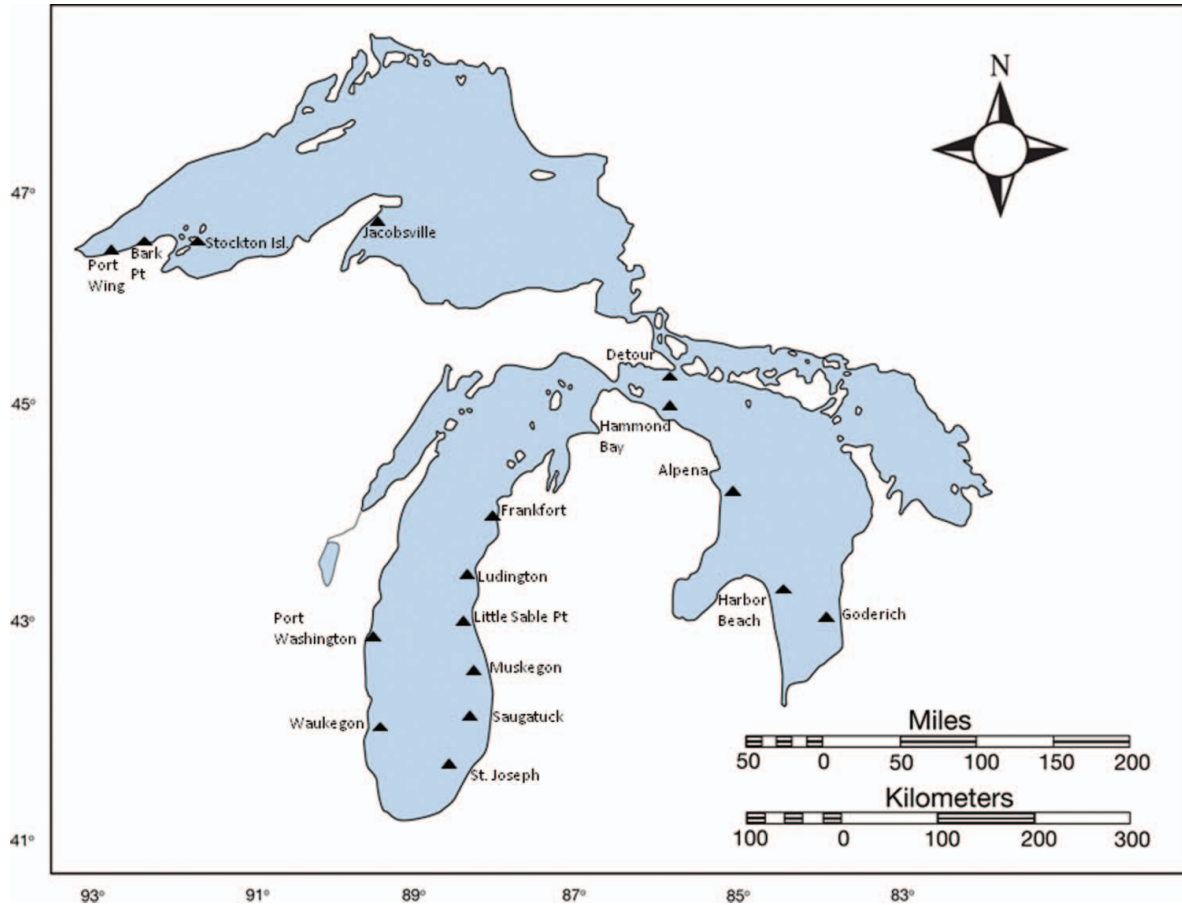 N
47°
Stockton Isl.
Jacobsville
Bark
Pt
Port
Wing
Detour
45°
Hammond
Bay
Alpena
Frankfort
Ludington
Harbor
Beach
Goderich
43°
Port
Washington
Little Sable Pt
Muskegon
Waukegon
Saugatuck
St. Joseph
Miles
50 0 50 100 150 200
Kilometers
100 0 100 200 300
41°
93° 91° 89° 87° 85° 83°